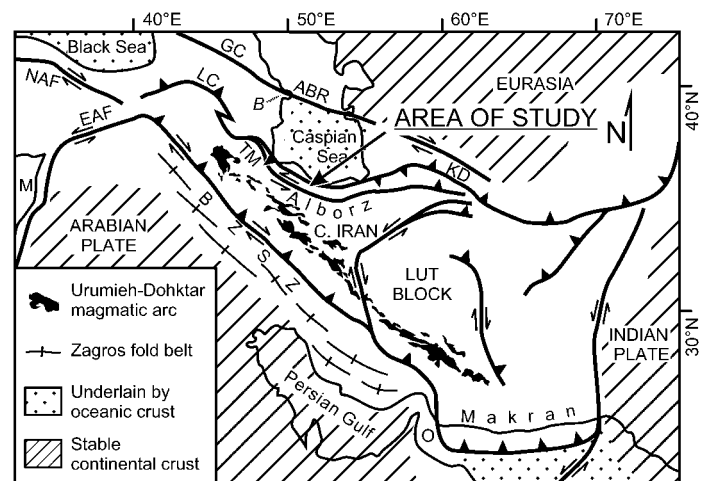 40°E 50°E 60°E 70°E
Black Sea
GC
NAF
LC
ABR
EURASIA
B
40°N
EAF
AREA OF STUDY
N
Caspian
Sea
TM
KD
M
Alborz
ARABIAN
PLATE
C. IRAN
BZSZ
LUT
BLOCK
Urumieh-Dohktar
magmatic arc
INDIAN
PLATE
30°N
Zagros fold belt
Persian Gulf
Underlain by
oceanic crust
Makran
O
Stable
continental crust